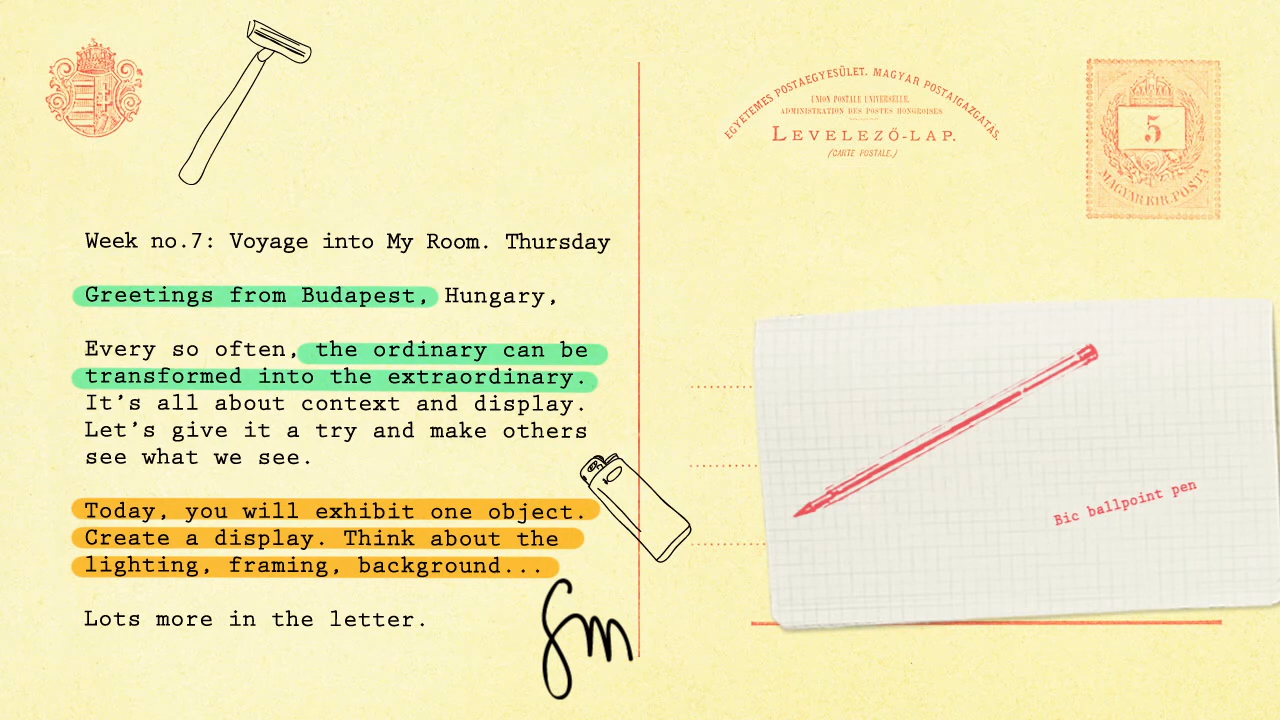 Week no.7: Voyage into My Room. Thursday
Greetings from Budapest, Hungary,
Every so often, the ordinary can be
transformed into the extraordinary.
It's all about context and display.
Let's give it a try and make others
see what we see.
Today, you will exhibit one object.
Create a display. Think about the
lighting, framing, background...
Lots more in the letter.
EGYETEMES POSTAEGYESÜLET. MAGYAR POSTAIGAZGATÁS.
UNION POSTALE UNIVERSELLE.
ADMINISTRATION DES POSTES HONGROISES
LEVELEZŐ-LAP.
(CARTE POSTALE.)
5
MAGYAR KIR. POSTA
Bic ballpoint pen